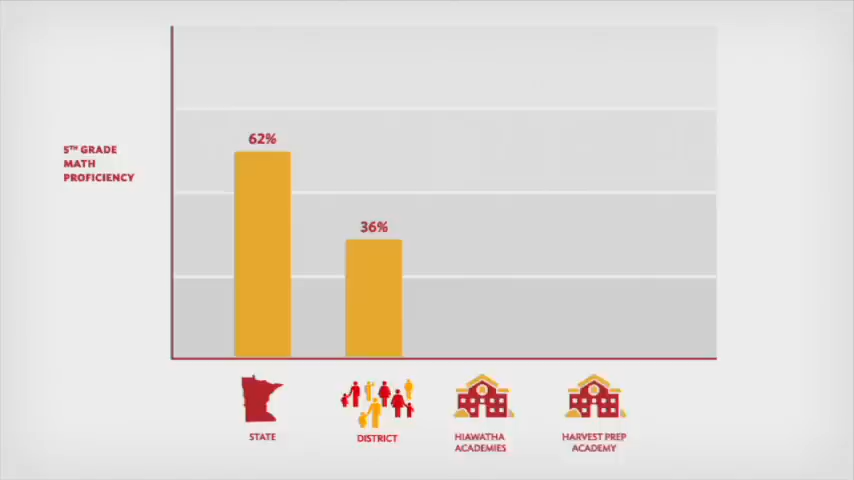 62%
5TH GRADE
MATH
PROFICIENCY
36%
STATE
DISTRICT
HIAWATHA
ACADEMIES
HARVEST PREP
ACADEMY